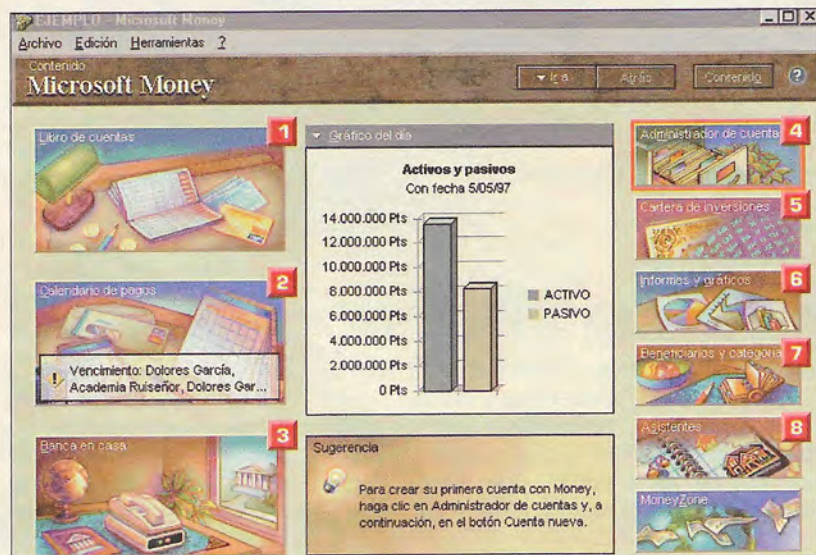 EJEMPLO - Microsoft Money
Archivo Edición Herramientas ?
Contenido
Microsoft Money
Ir a Atrás Contenido ?
Libro de cuentas 1
Calendario de pagos 2
! Vencimiento: Dolores García,
Academia Ruiseñor, Dolores Gar...
Banca en casa 3
Gráfico del día
Activos y pasivos
Con fecha 5/05/97
14.000.000 Pts
12.000.000 Pts
10.000.000 Pts
8.000.000 Pts
6.000.000 Pts
4.000.000 Pts
2.000.000 Pts
0 Pts
ACTIVO
PASIVO
Sugerencia
Para crear su primera cuenta con Money,
haga clic en Administrador de cuentas y, a
continuación, en el botón Cuenta nueva.
Administrador de cuentas 4
Cartera de inversiones 5
Informes y gráficos 6
Beneficiarios y categoría 7
Asistentes 8
MoneyZone